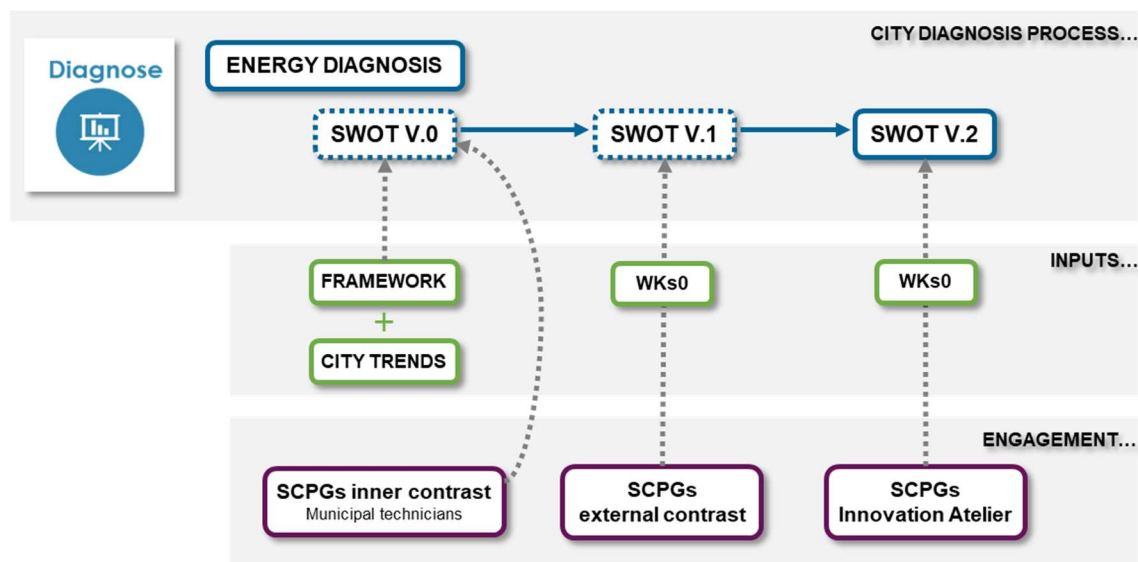 CITY DIAGNOSIS PROCESS…
Diagnose
ENERGY DIAGNOSIS
SWOT V.0
SWOT V.1
SWOT V.2
INPUTS…
FRAMEWORK
+
CITY TRENDS
WKs0
WKs0
ENGAGEMENT…
SCPGs inner contrast
Municipal technicians
SCPGs
external contrast
SCPGs
Innovation Atelier